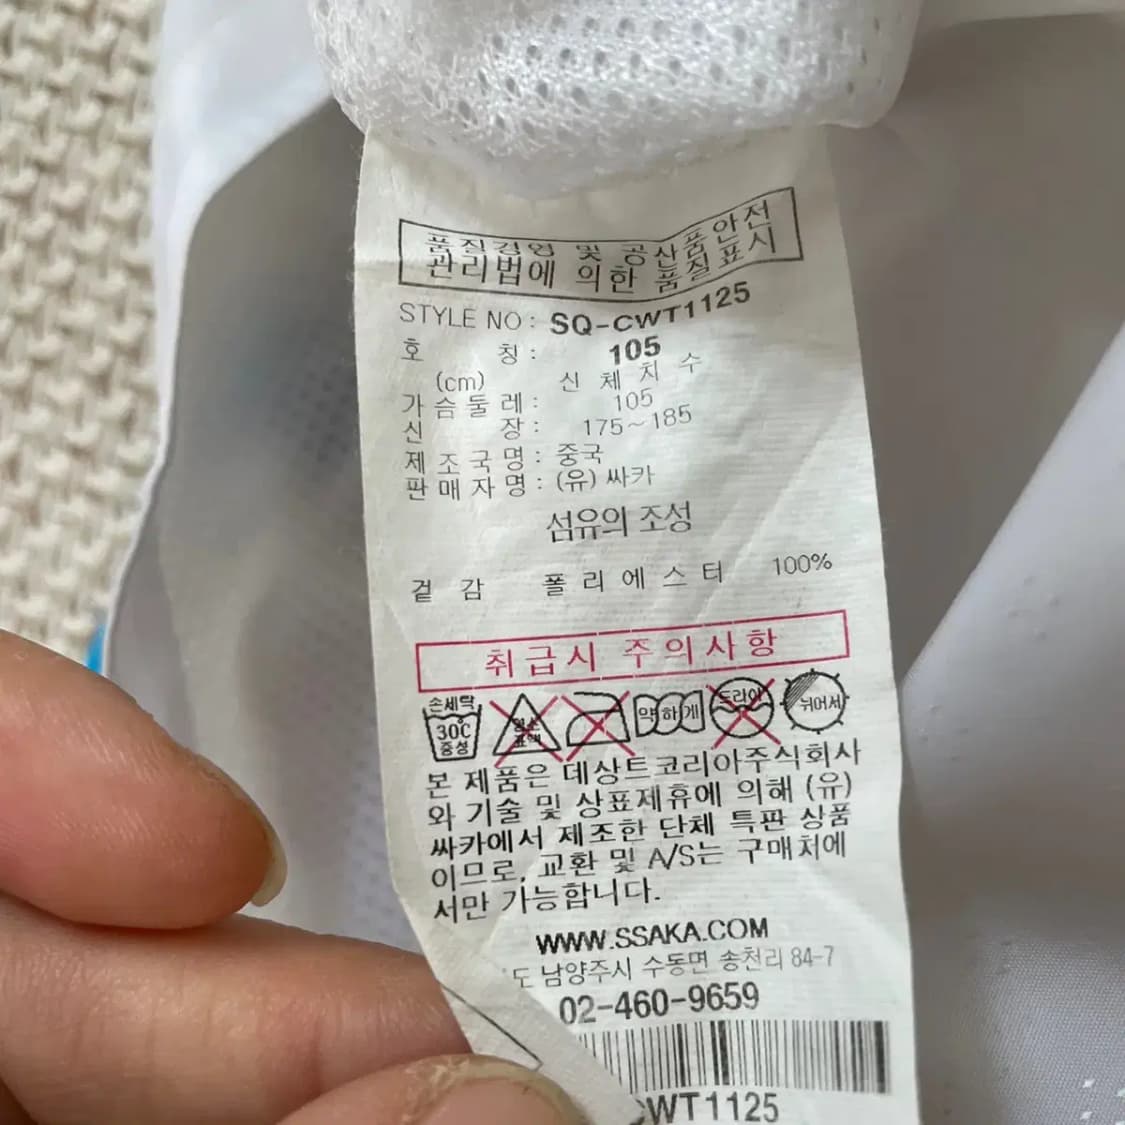 품질경영 및 공산품안전
관리법에 의한 품질표시
STYLE NO: SQ-CWT1125
호 칭: 105
(cm) 신 체 치 수
가슴둘레: 105
신 장: 175~185
제조국명: 중국
판매자명: (유) 싸카
섬유의 조성
겉 감 폴리에스터 100%
취급시 주의사항
손세탁 30℃ 중성 염소 표백 약하게 드라이 뉘어서
본 제품은 데상트코리아주식회사
와 기술 및 상표제휴에 의해 (유)
싸카에서 제조한 단체 특판 상품
이므로, 교환 및 A/S는 구매처에
서만 가능합니다.
WWW.SSAKA.COM
도 남양주시 수동면 송천리 84-7
02-460-9659
CWT1125